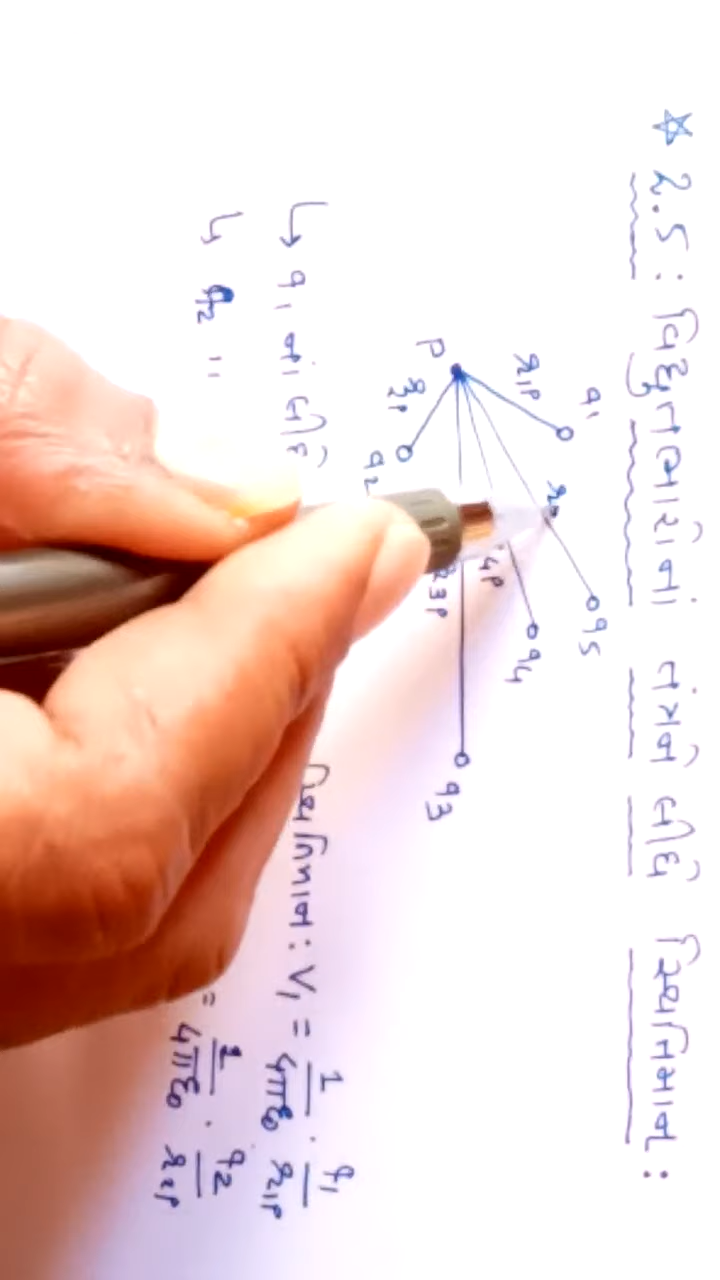 ☆ 2.5: વિદ્યુતભારોનાં તંત્રને લીધે સ્થિતિમાન:
q1
r1P
P
q5
q4
4P
r2P
q2
r3P
q3
↳ q1 નાં લીધે સ્થિતિમાન: V1 = 1/4πε0 · q1/r1P
↳ q2 " = 1/4πε0 · q2/r2P